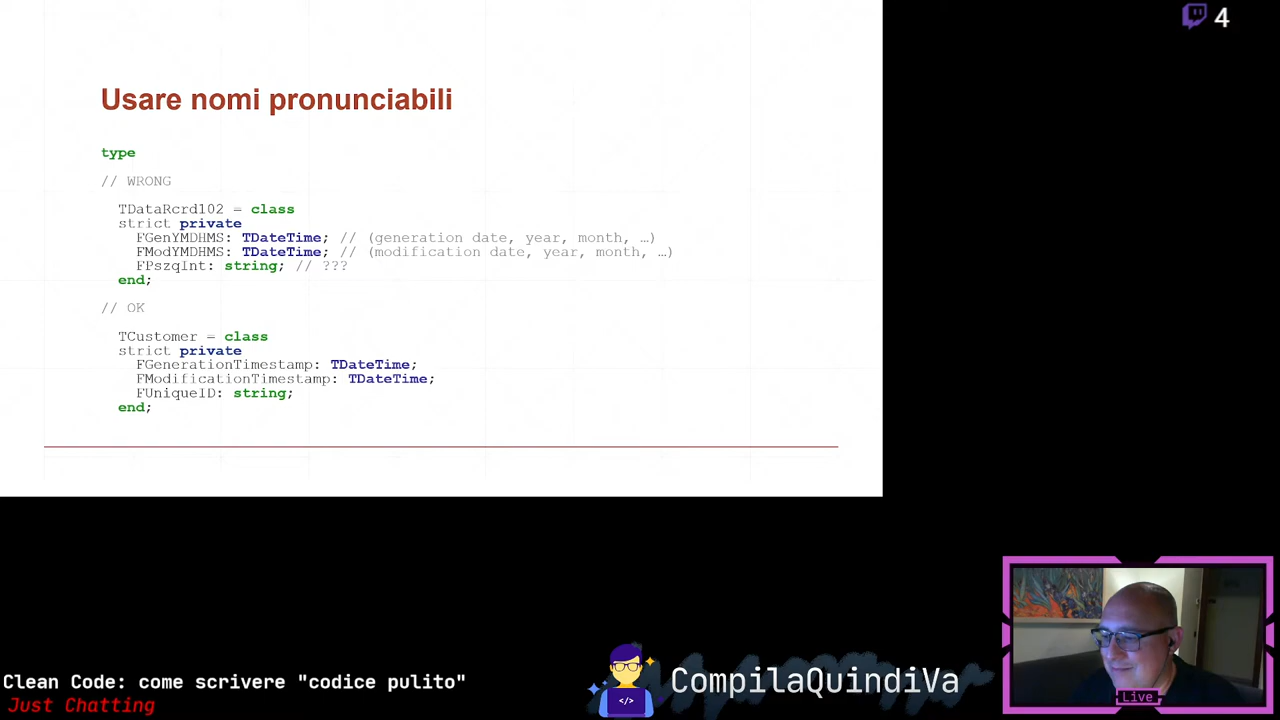 4
Usare nomi pronunciabili
type
// WRONG
TDataRcrd102 = class
strict private
FGenYMDHMS: TDateTime; // (generation date, year, month, …)
FModYMDHMS: TDateTime; // (modification date, year, month, …)
FPszqInt: string; // ???
end;
// OK
TCustomer = class
strict private
FGenerationTimestamp: TDateTime;
FModificationTimestamp: TDateTime;
FUniqueID: string;
end;
Clean Code: come scrivere "codice pulito"
Just Chatting
</>
CompilaQuindiVa
Live